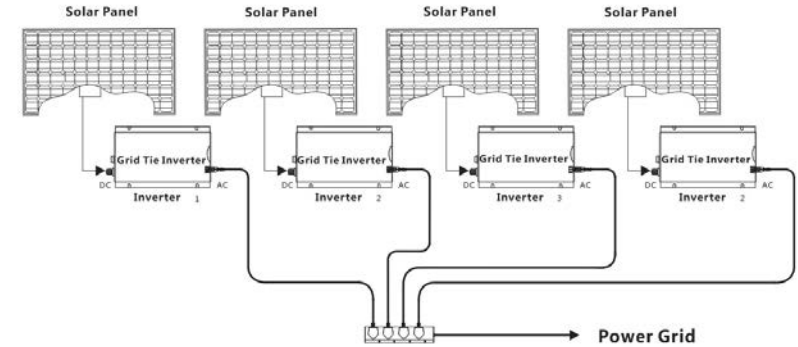 Solar Panel Solar Panel Solar Panel Solar Panel
Grid Tie Inverter Grid Tie Inverter Grid Tie Inverter Grid Tie Inverter
DC AC DC AC DC AC DC AC
Inverter 1 Inverter 2 Inverter 3 Inverter 2
Power Grid